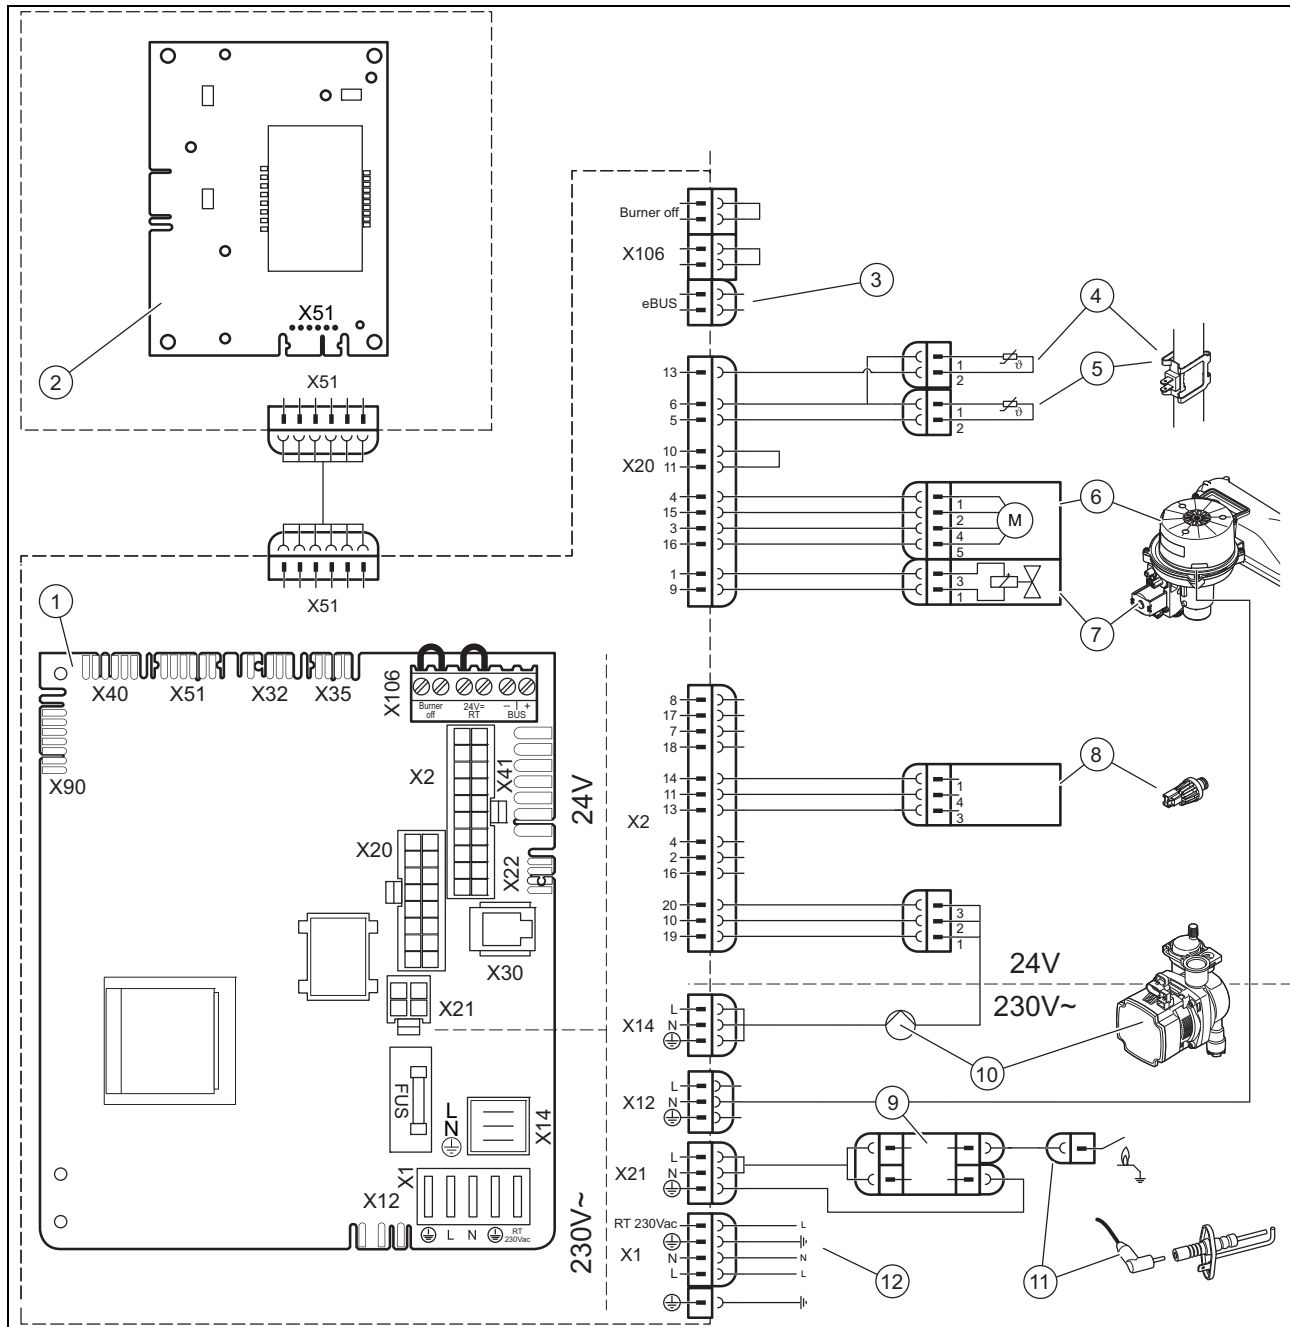 X51
2
X51
X51
1
Burner off
X106
eBUS
3
13
6
5
10
X20 11
4
15
3
16
1
9
1
2
1
2
4
5
1
2
4
5
M
6
3
1
7
ϑ
ϑ
X40 X51 X32 X35
X90
X106
Burner off
24V= RT
– | +
BUS
X2
X41
24V
X20
X22
C
X30
X21
FUS
L
N
X14
X1
X12
L N
RT 230Vac
230V~
8
17
7
18
14
11
13
X2
4
2
16
20
10
19
1
4
3
8
3
2
1
24V
230V~
L
X14 N
10
L
X12 N
9
L
X21 N
11
RT 230Vac
X1
N
L
L
N
L
12